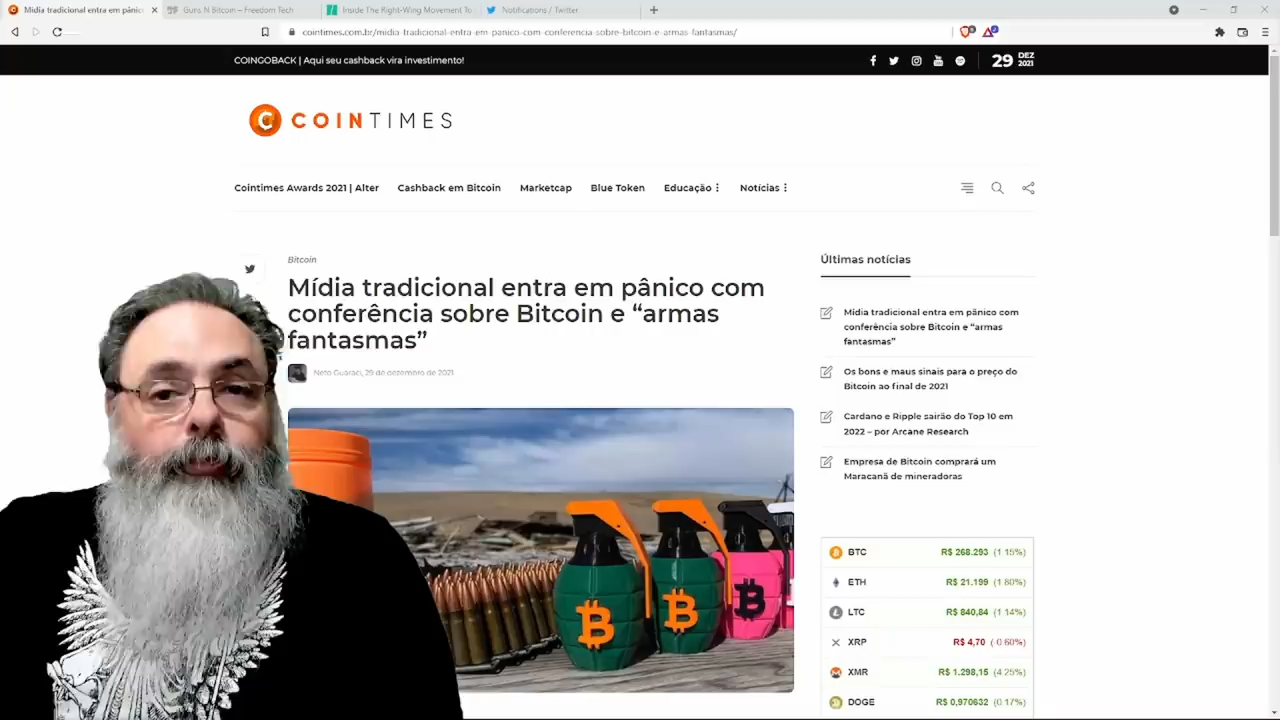 Mídia tradicional entra em pânic
Guns N Bitcoin – Freedom Tech
Inside The Right-Wing Movement To
Notifications / Twitter
cointimes.com.br/midia-tradicional-entra-em-panico-com-conferencia-sobre-bitcoin-e-armas-fantasmas/
COINGOBACK | Aqui seu cashback vira investimento!
29 DEZ 2021
COINTIMES
Cointimes Awards 2021 | Alter
Cashback em Bitcoin
Marketcap
Blue Token
Educação
Notícias
Bitcoin
Mídia tradicional entra em pânico com
conferência sobre Bitcoin e “armas
fantasmas”
Neto Guaraci, 29 de dezembro de 2021
Últimas notícias
Mídia tradicional entra em pânico com
conferência sobre Bitcoin e “armas
fantasmas”
Os bons e maus sinais para o preço do
Bitcoin ao final de 2021
Cardano e Ripple sairão do Top 10 em
2022 – por Arcane Research
Empresa de Bitcoin comprará um
Maracanã de mineradoras
BTC R$ 268.293 (1.15%)
ETH R$ 21.199 (1.80%)
LTC R$ 840,84 (1.14%)
XRP R$ 4,70 (-0.60%)
XMR R$ 1.298,15 (4.25%)
DOGE R$ 0,970632 (0.17%)